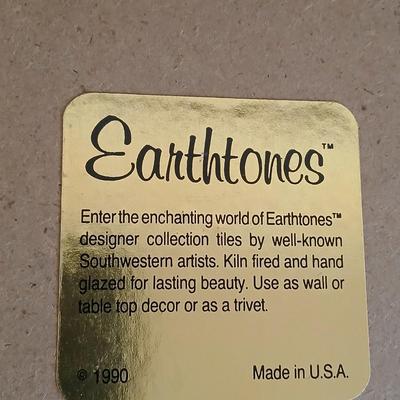 Earthtones™
Enter the enchanting world of Earthtones™
designer collection tiles by well-known
Southwestern artists. Kiln fired and hand
glazed for lasting beauty. Use as wall or
table top decor or as a trivet.
© 1990 Made in U.S.A.